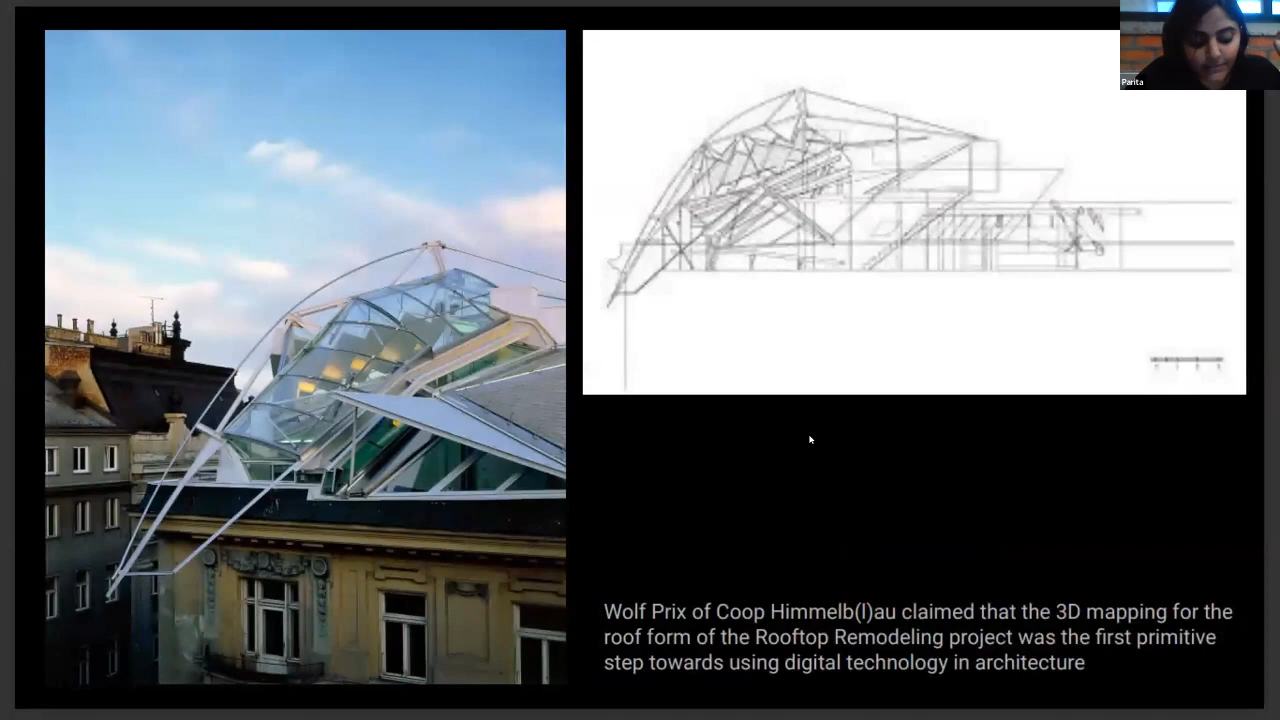 Parita
Wolf Prix of Coop Himmelb(l)au claimed that the 3D mapping for the
roof form of the Rooftop Remodeling project was the first primitive
step towards using digital technology in architecture